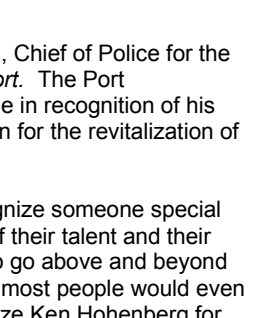 , Chief of Police for the
ort. The Port
e in recognition of his
n for the revitalization of
gnize someone special
f their talent and their
o go above and beyond
most people would even
ze Ken Hohenberg for